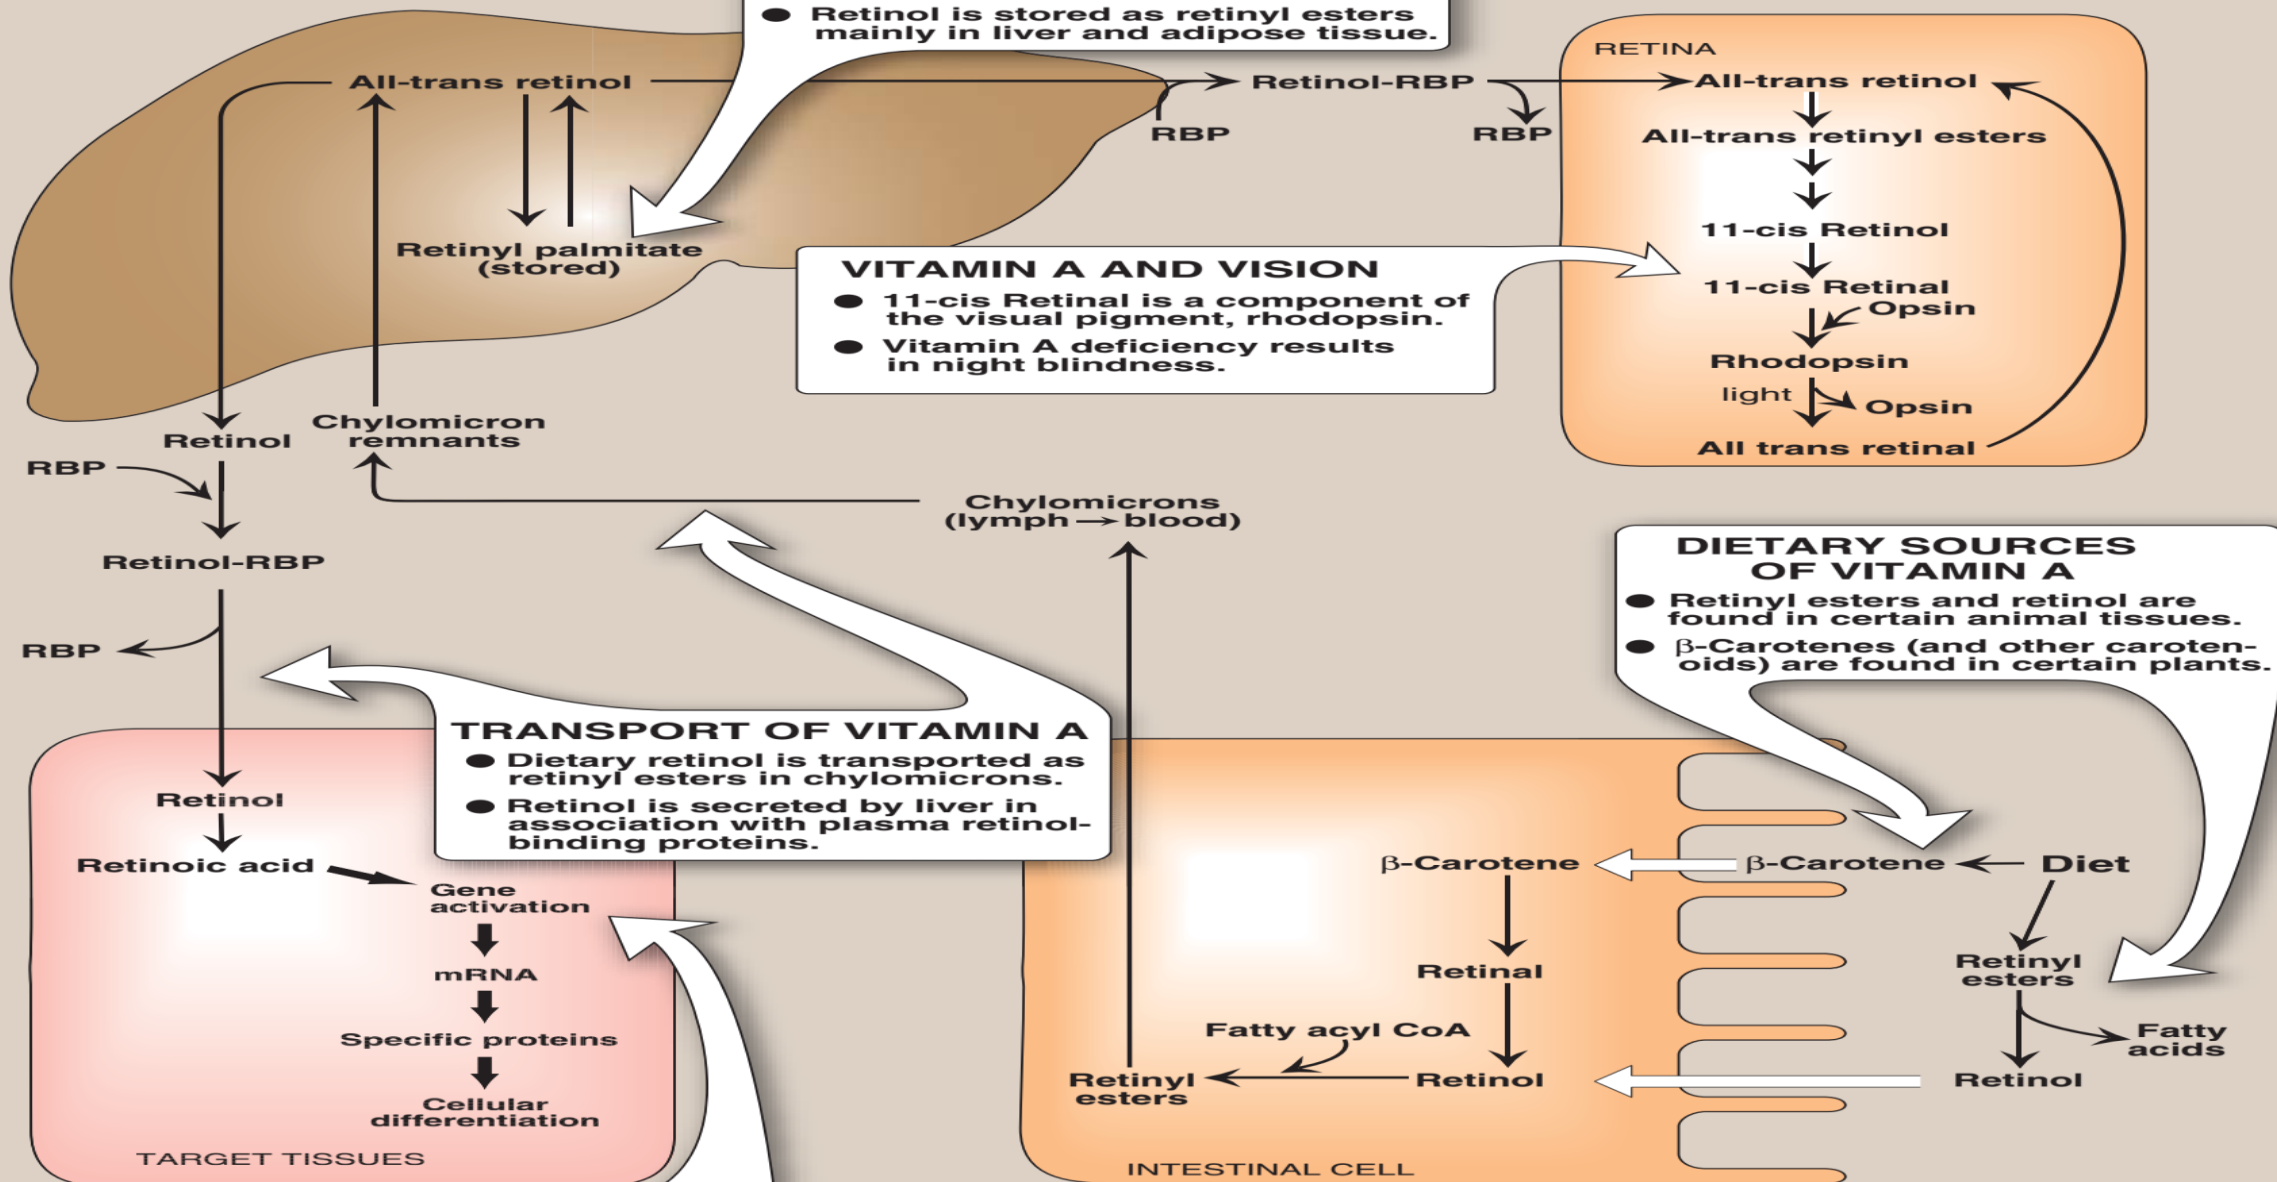 ● Retinol is stored as retinyl esters
mainly in liver and adipose tissue.
RETINA
All-trans retinol
Retinol-RBP
All-trans retinol
RBP
RBP
All-trans retinyl esters
11-cis Retinol
Retinyl palmitate
(stored)
VITAMIN A AND VISION
● 11-cis Retinal is a component of
the visual pigment, rhodopsin.
● Vitamin A deficiency results
in night blindness.
11-cis Retinal
Opsin
Rhodopsin
light
Opsin
All trans retinal
Retinol
Chylomicron
remnants
RBP
Retinol-RBP
RBP
Chylomicrons
(lymph → blood)
DIETARY SOURCES
OF VITAMIN A
● Retinyl esters and retinol are
found in certain animal tissues.
● β-Carotenes (and other caroten-
oids) are found in certain plants.
TRANSPORT OF VITAMIN A
● Dietary retinol is transported as
retinyl esters in chylomicrons.
● Retinol is secreted by liver in
association with plasma retinol-
binding proteins.
Retinol
Retinoic acid
Gene
activation
mRNA
Specific proteins
Cellular
differentiation
TARGET TISSUES
β-Carotene
β-Carotene
Diet
Retinal
Retinyl
esters
Fatty acyl CoA
Fatty
acids
Retinyl
esters
Retinol
Retinol
INTESTINAL CELL